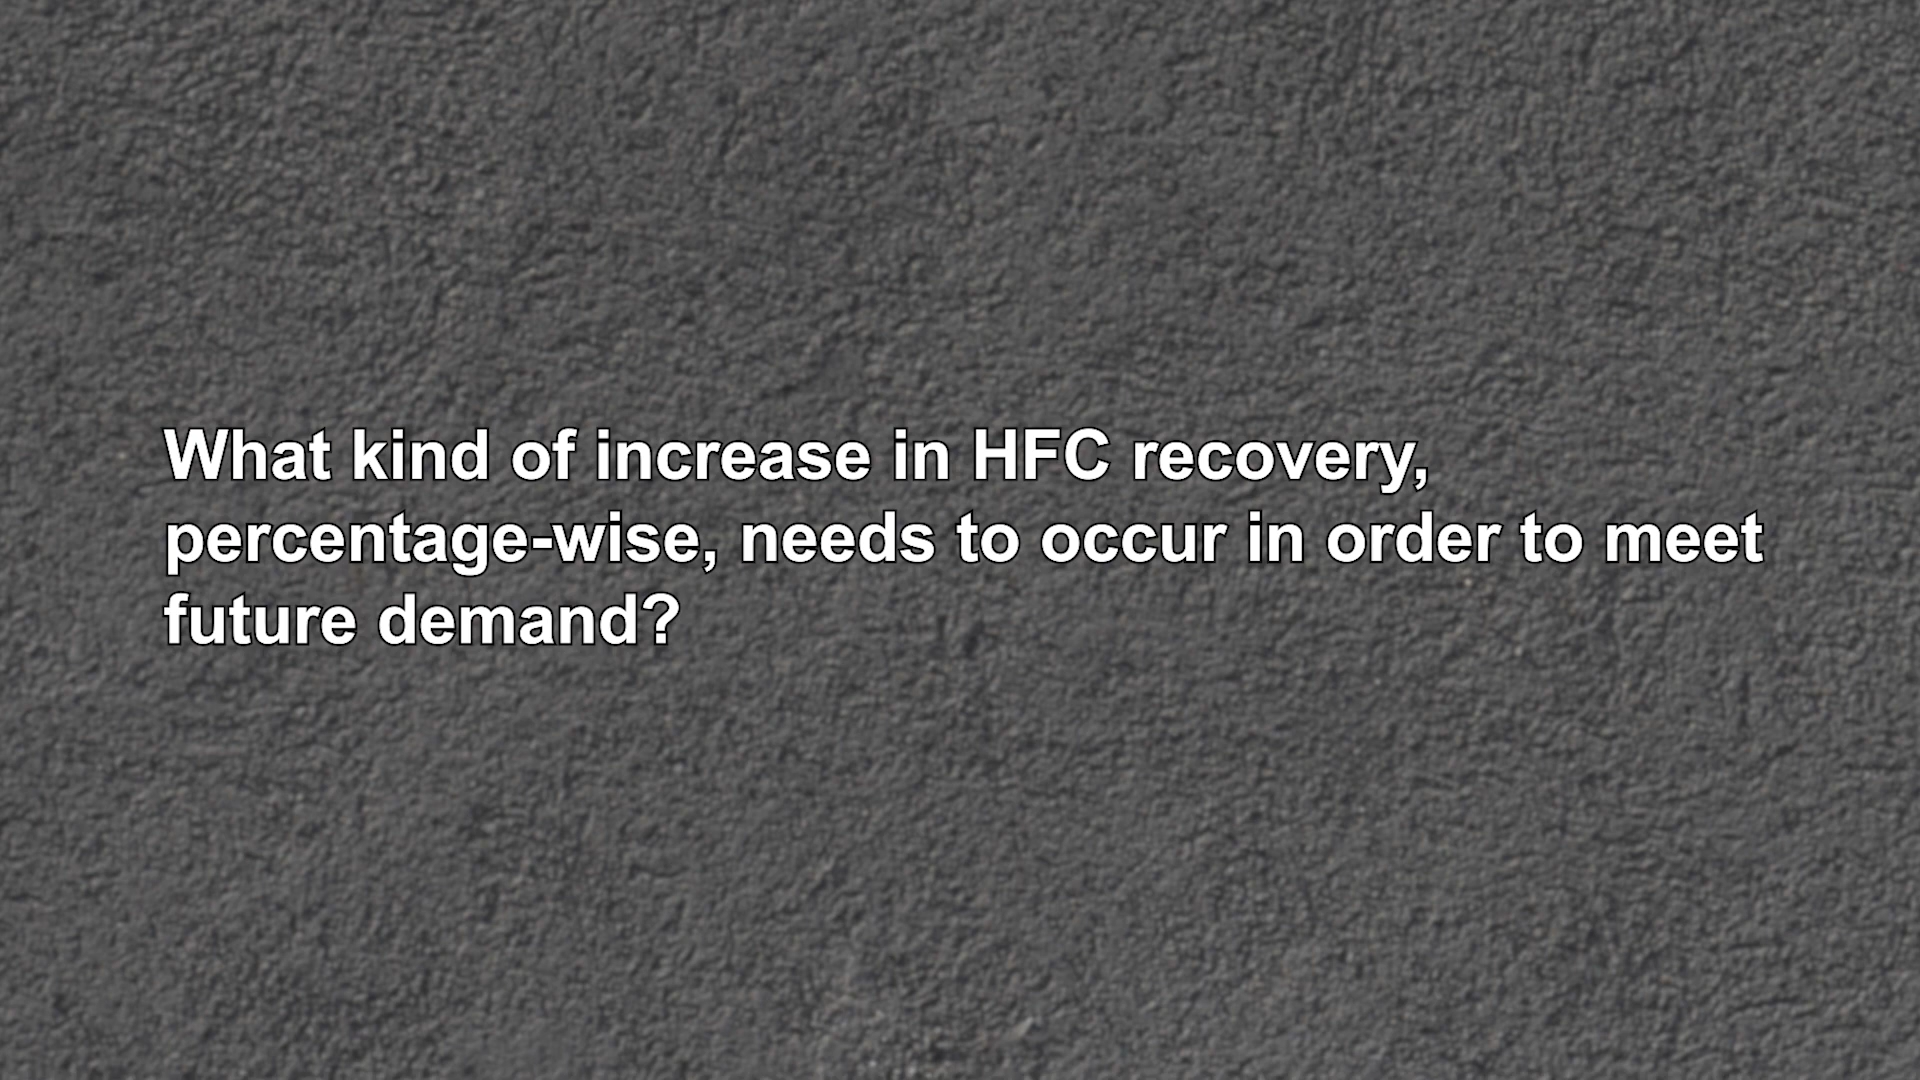 What kind of increase in HFC recovery,
percentage-wise, needs to occur in order to meet
future demand?